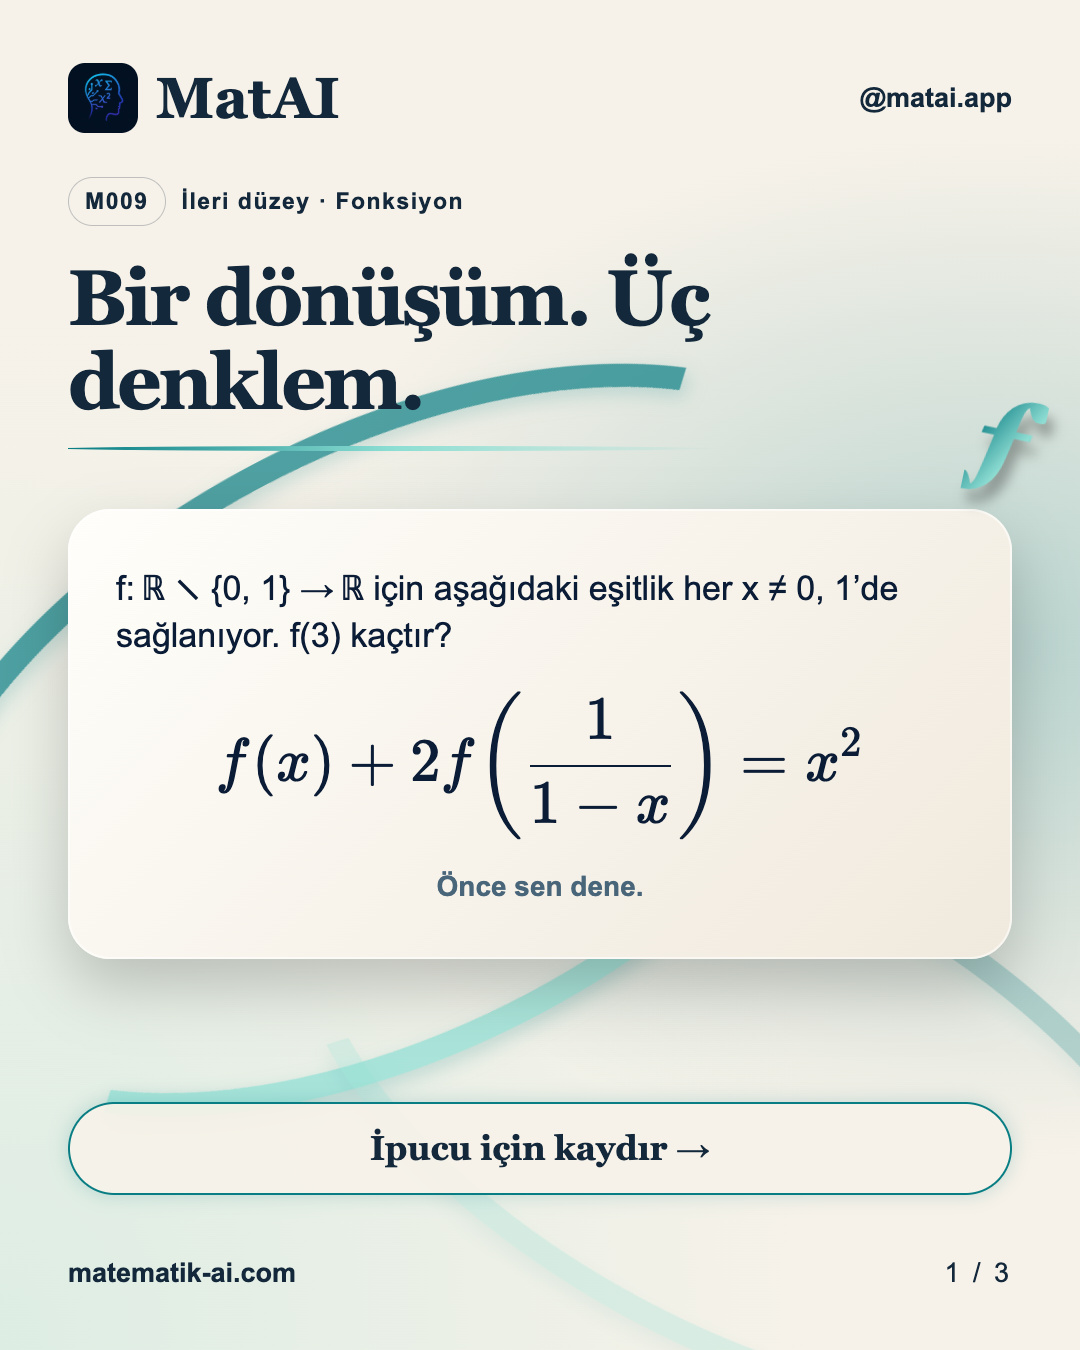 MatAI
@matai.app
M009 İleri düzey · Fonksiyon
Bir dönüşüm. Üç
denklem.
f
f: ℝ ∖ {0, 1} → ℝ için aşağıdaki eşitlik her x ≠ 0, 1’de
sağlanıyor. f(3) kaçtır?
f(x) + 2f(1/(1 − x)) = x²
Önce sen dene.
İpucu için kaydır →
matematik-ai.com
1 / 3